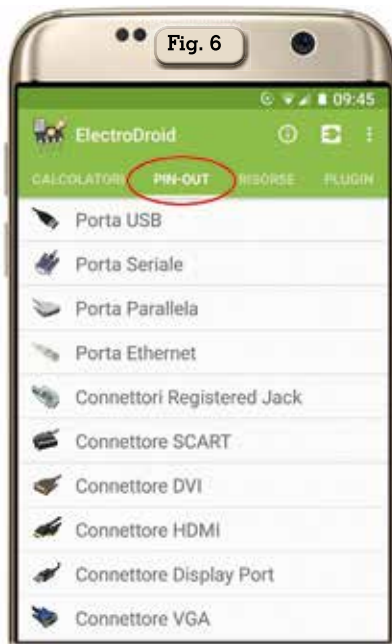 Fig. 6
09:45
ElectroDroid
CALCOLATORI PIN-OUT RISORSE PLUGIN
Porta USB
Porta Seriale
Porta Parallela
Porta Ethernet
Connettori Registered Jack
Connettore SCART
Connettore DVI
Connettore HDMI
Connettore Display Port
Connettore VGA